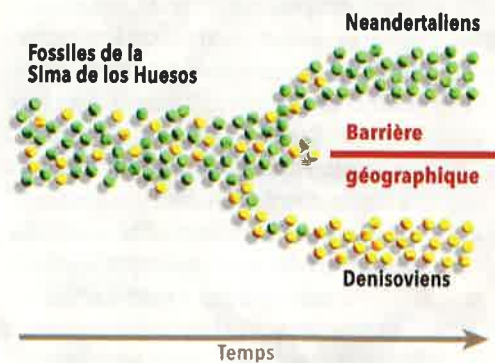 Neandertaliens
Fossiles de la
Sima de los Huesos
Barrière
géographique
Denisoviens
Temps